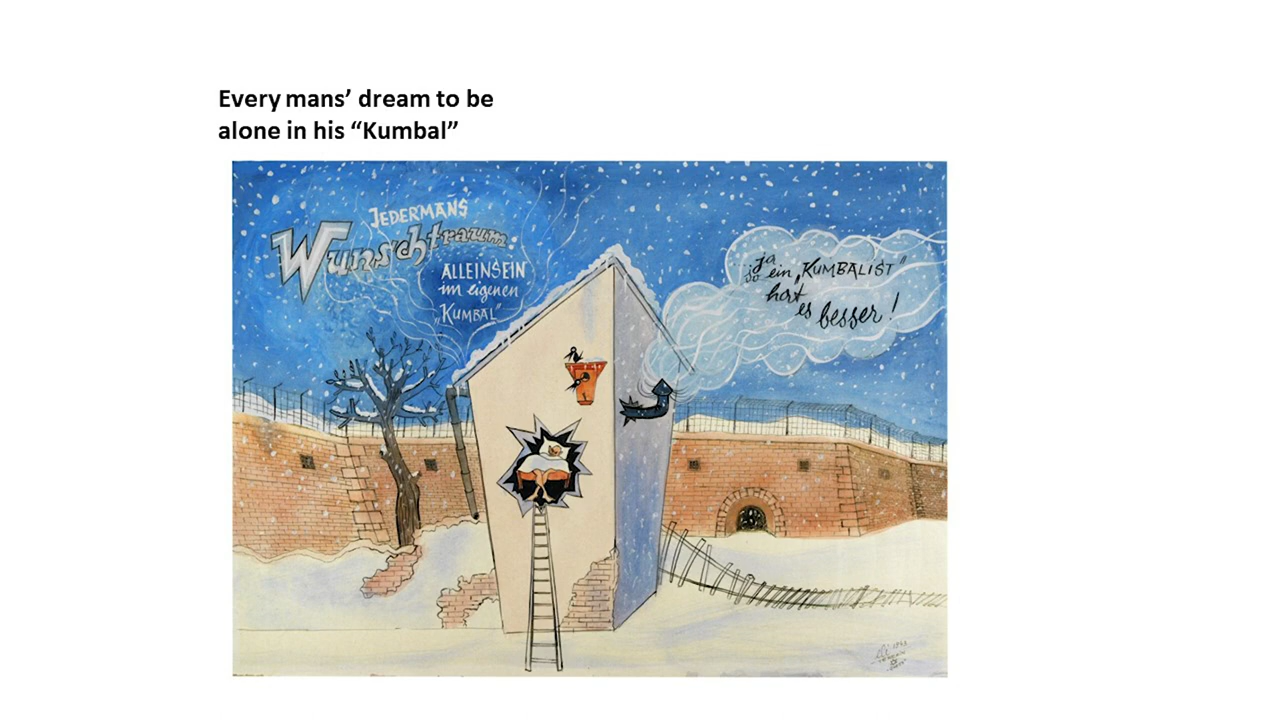 Every mans’ dream to be
alone in his “Kumbal”
JEDERMANS
Wunschtraum:
ALLEINSEIN
im eigenen
„KUMBAL“
ja
so ein „KUMBALIST“
hat
es besser!